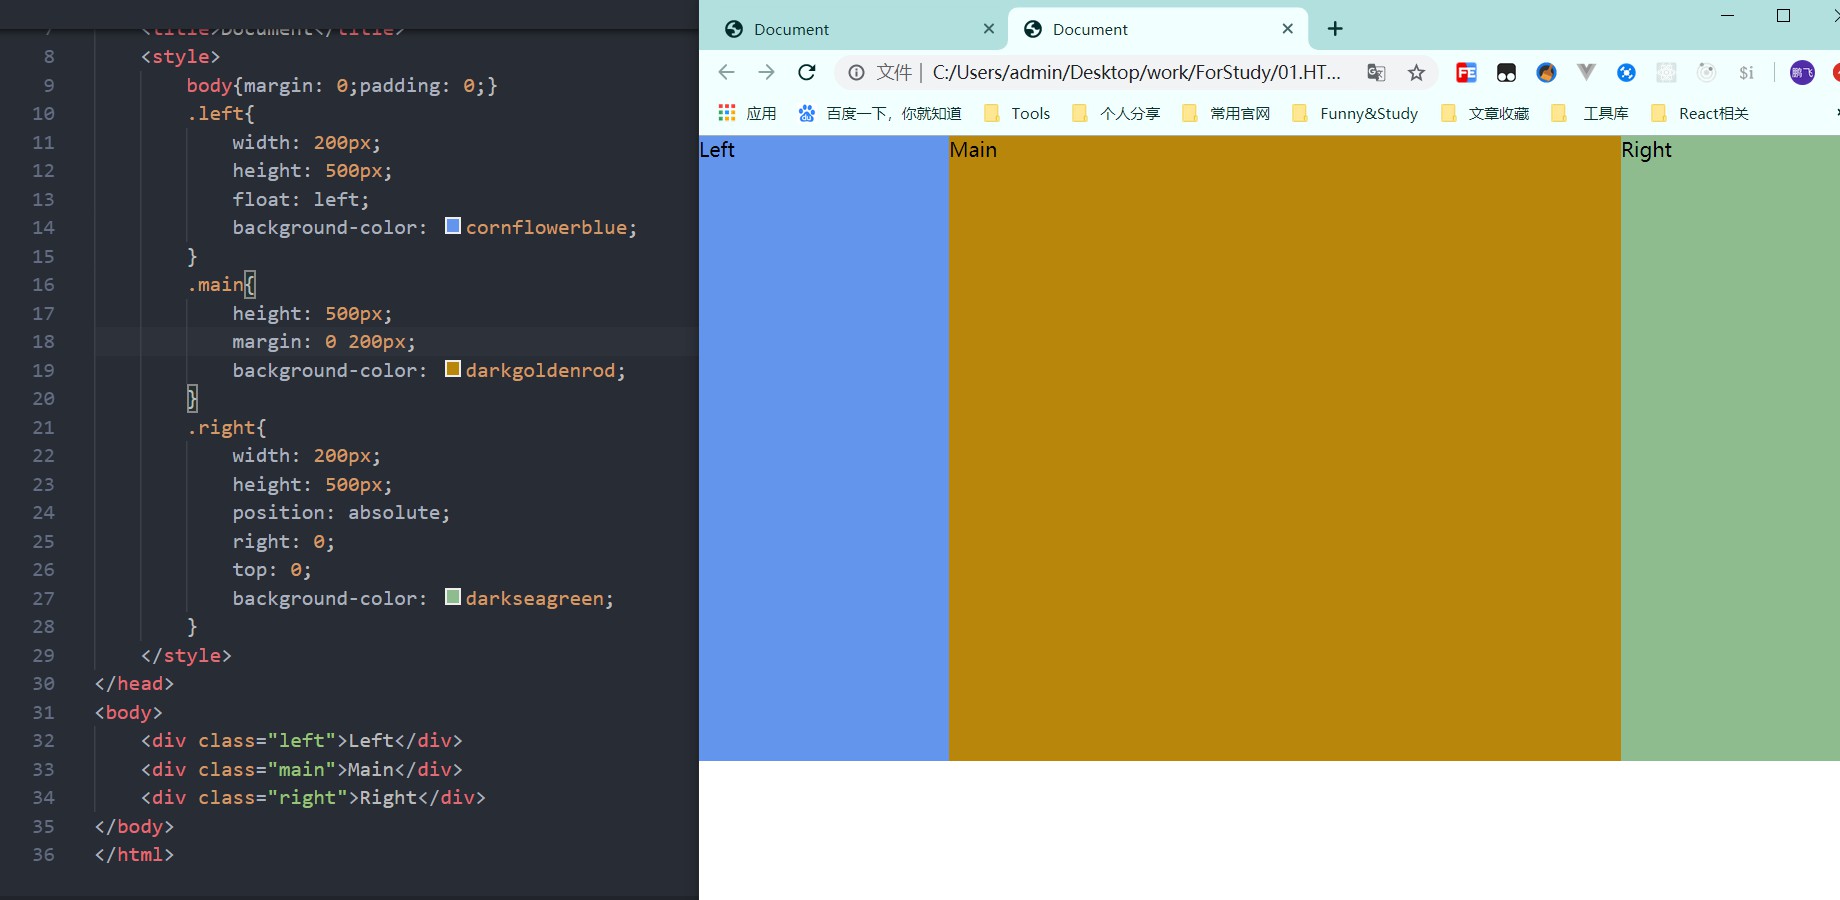 7 <title>Document</title>
8 <style>
9 body{margin: 0;padding: 0;}
10 .left{
11 width: 200px;
12 height: 500px;
13 float: left;
14 background-color: cornflowerblue;
15 }
16 .main{
17 height: 500px;
18 margin: 0 200px;
19 background-color: darkgoldenrod;
20 }
21 .right{
22 width: 200px;
23 height: 500px;
24 position: absolute;
25 right: 0;
26 top: 0;
27 background-color: darkseagreen;
28 }
29 </style>
30 </head>
31 <body>
32 <div class="left">Left</div>
33 <div class="main">Main</div>
34 <div class="right">Right</div>
35 </body>
36 </html>
Document
Document
文件 | C:/Users/admin/Desktop/work/ForStudy/01.HT...
FE
$i
鹏飞
应用
du
百度一下，你就知道
Tools
个人分享
常用官网
Funny&Study
文章收藏
工具库
React相关
Left
Main
Right